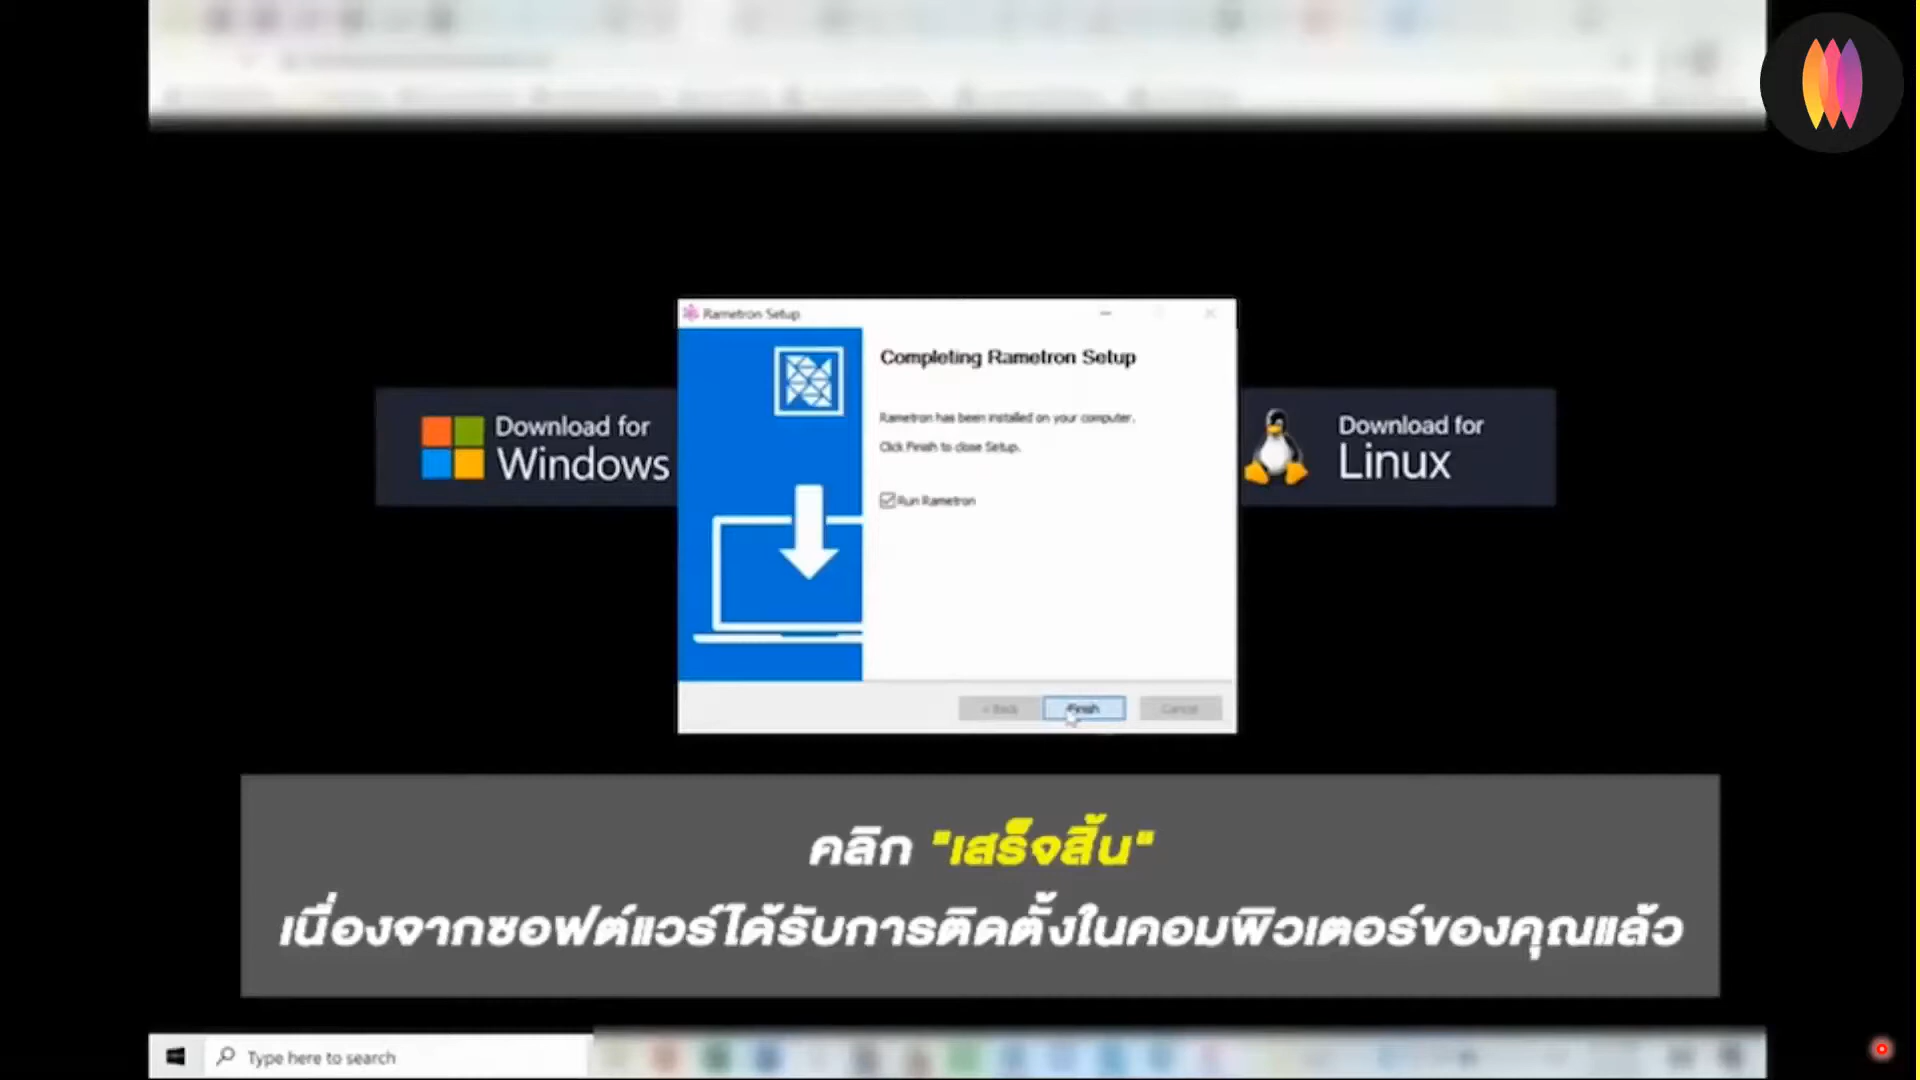 Rametron Setup
Completing Rametron Setup
Rametron has been installed on your computer.
Click Finish to close Setup.
Run Rametron
Download for
Windows
Download for
Linux
< Back
Finish
Cancel
คลิก "เสร็จสิ้น"
เนื่องจากซอฟต์แวร์ได้รับการติดตั้งในคอมพิวเตอร์ของคุณแล้ว
Type here to search